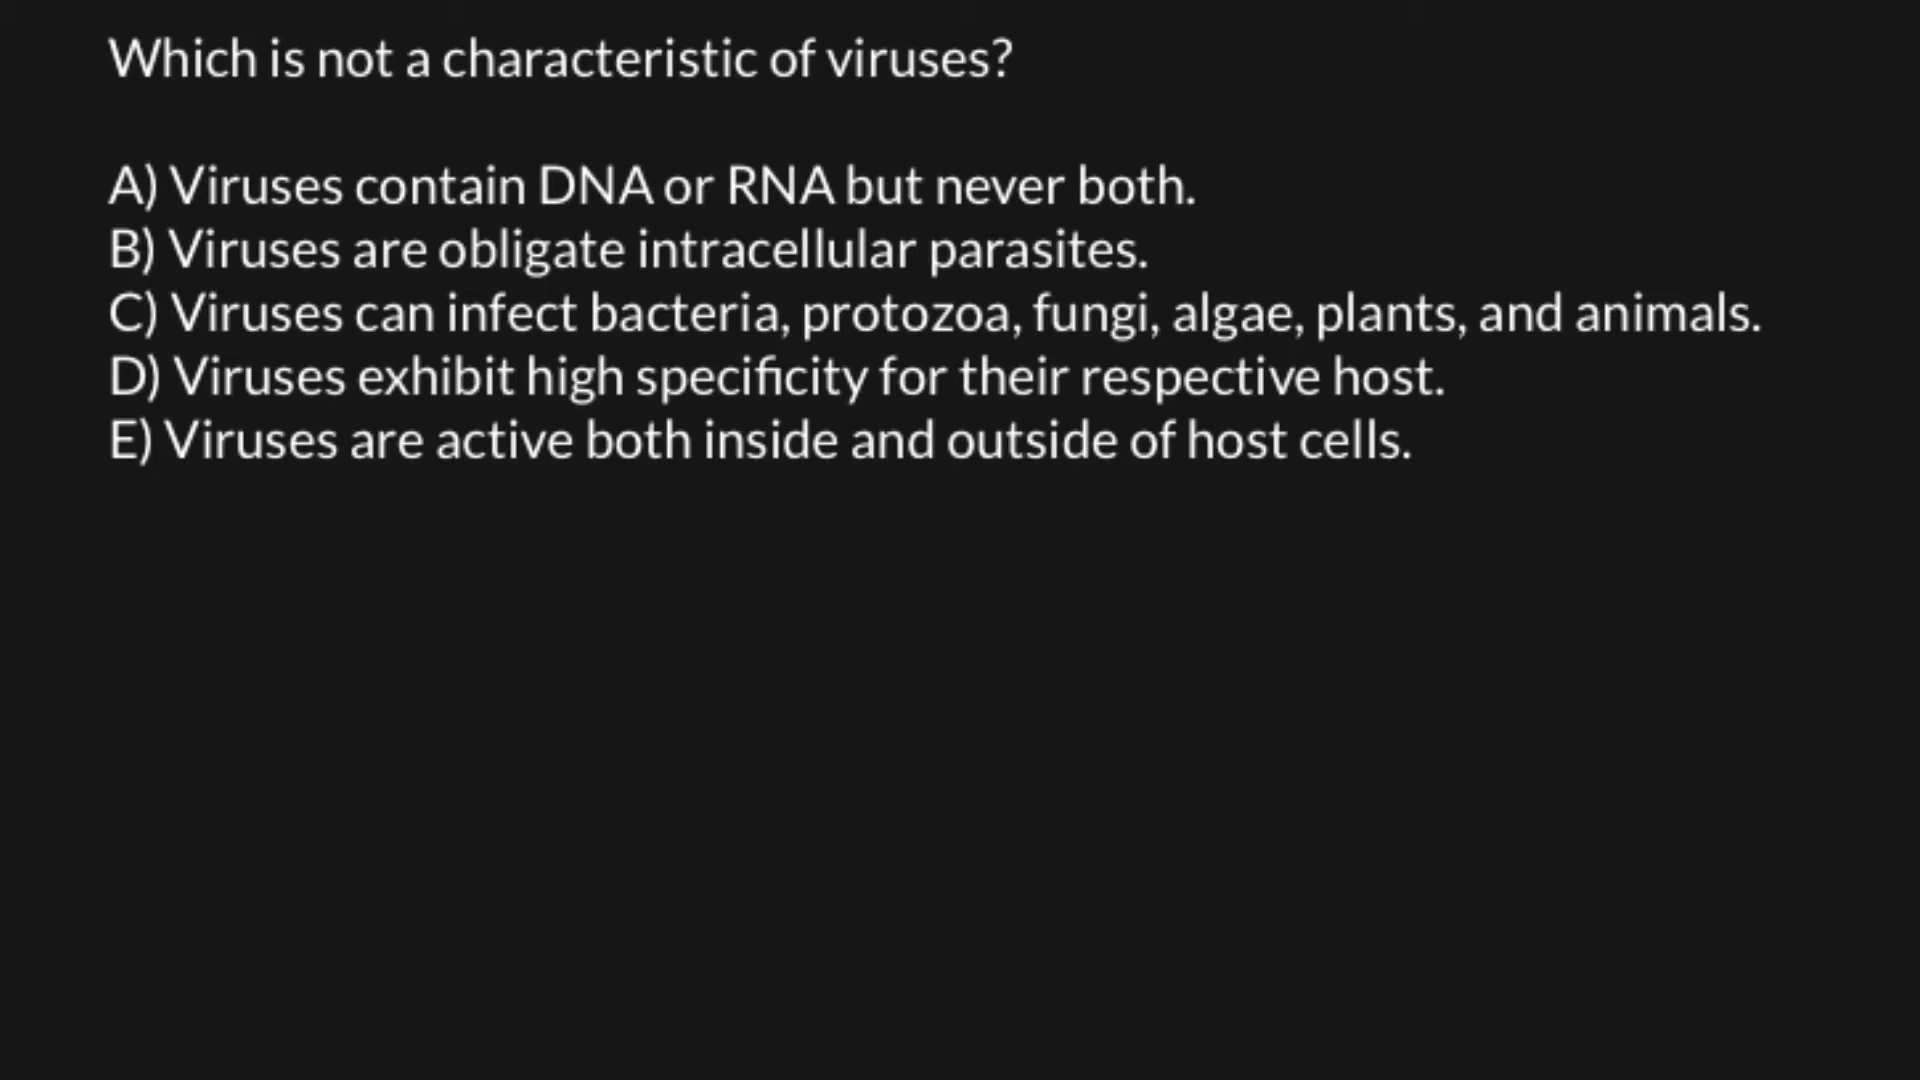 Which is not a characteristic of viruses?
A) Viruses contain DNA or RNA but never both.
B) Viruses are obligate intracellular parasites.
C) Viruses can infect bacteria, protozoa, fungi, algae, plants, and animals.
D) Viruses exhibit high specificity for their respective host.
E) Viruses are active both inside and outside of host cells.